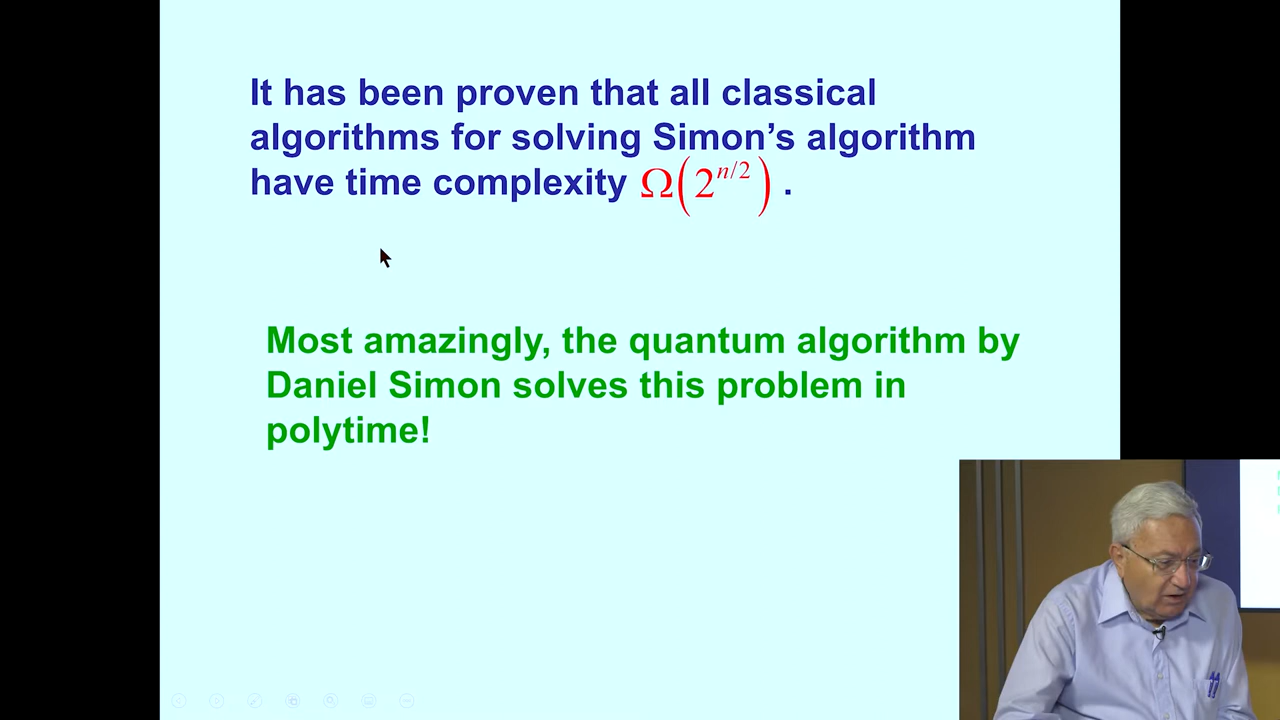 It has been proven that all classical
algorithms for solving Simon’s algorithm
have time complexity Ω(2^{n/2}) .
Most amazingly, the quantum algorithm by
Daniel Simon solves this problem in
polytime!